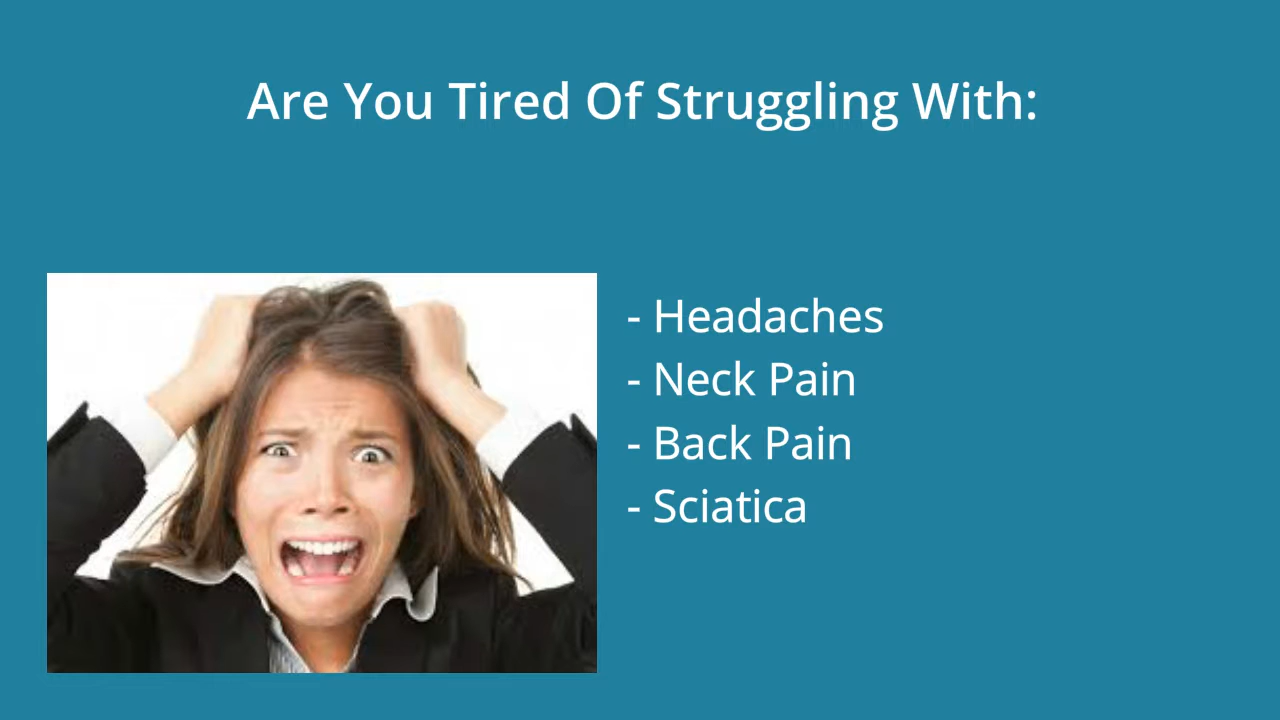 Are You Tired Of Struggling With:
- Headaches
- Neck Pain
- Back Pain
- Sciatica